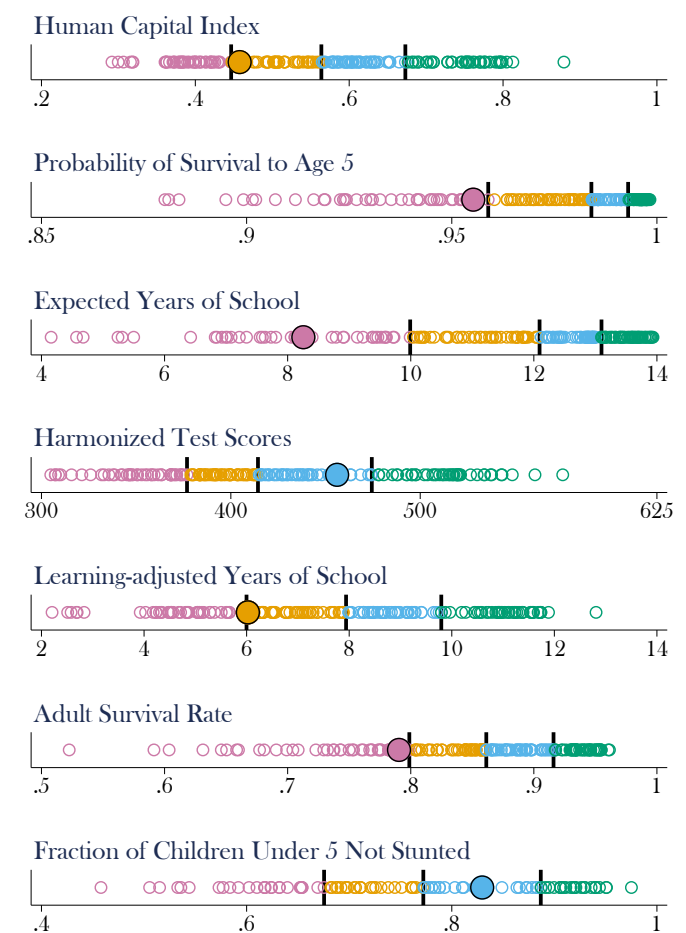 Human Capital Index
.2 .4 .6 .8 1
Probability of Survival to Age 5
.85 .9 .95 1
Expected Years of School
4 6 8 10 12 14
Harmonized Test Scores
300 400 500 625
Learning-adjusted Years of School
2 4 6 8 10 12 14
Adult Survival Rate
.5 .6 .7 .8 .9 1
Fraction of Children Under 5 Not Stunted
.4 .6 .8 1